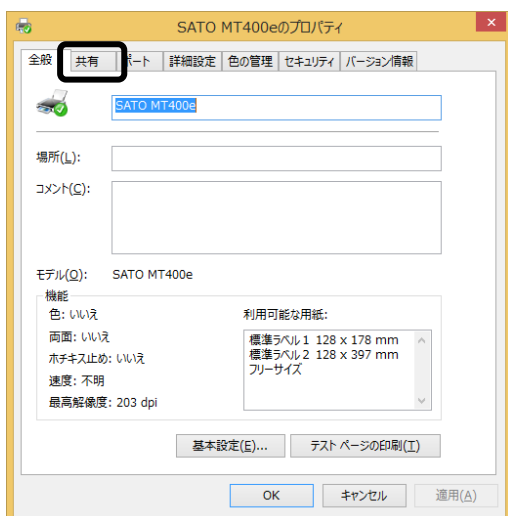 SATO MT400eのプロパティ
全般 共有 ポート 詳細設定 色の管理 セキュリティ バージョン情報
SATO MT400e
場所(L):
コメント(C):
モデル(O): SATO MT400e
機能
色: いいえ
両面: いいえ
ホチキス止め: いいえ
速度: 不明
最高解像度: 203 dpi
利用可能な用紙:
標準ラベル1 128 x 178 mm
標準ラベル2 128 x 397 mm
フリーサイズ
基本設定(E)... テスト ページの印刷(T)
OK キャンセル 適用(A)